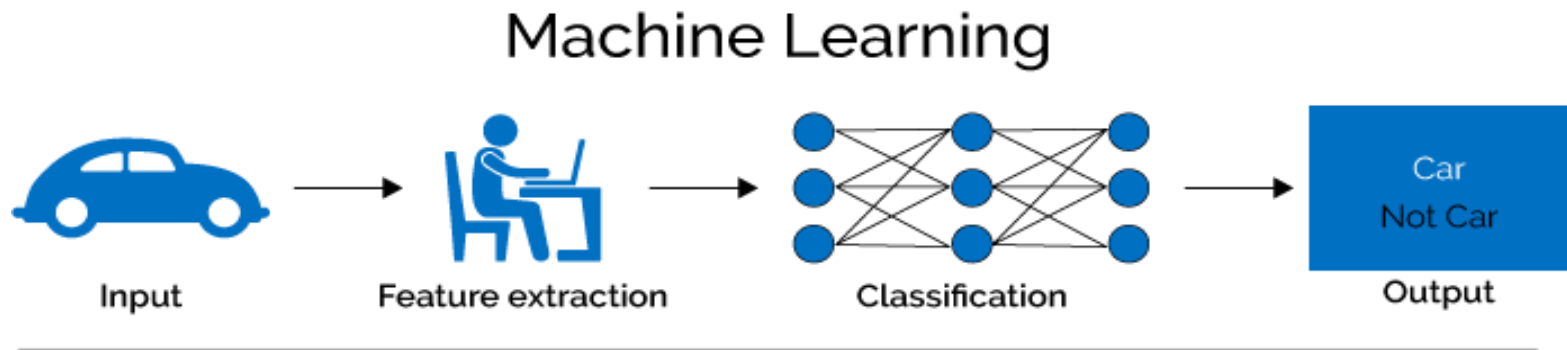 Machine Learning
Car
Not Car
Input
Feature extraction
Classification
Output